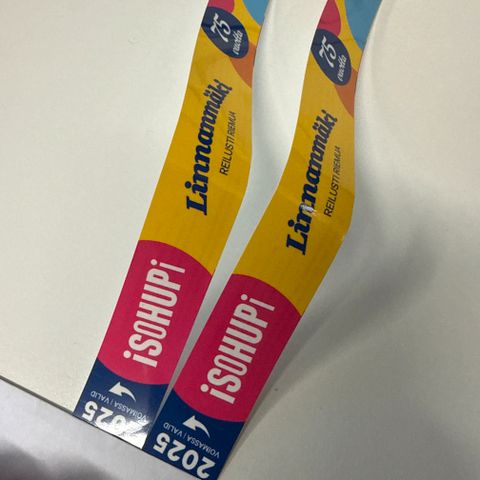 75
vuotta
Linnanmäki
REILUSTI RIEMUA
iSOHUPi
VOIMASSA / VALID
2025
75
vuotta
Linnanmäki
REILUSTI RIEMUA
iSOHUPi
VOIMASSA / VALID
2025